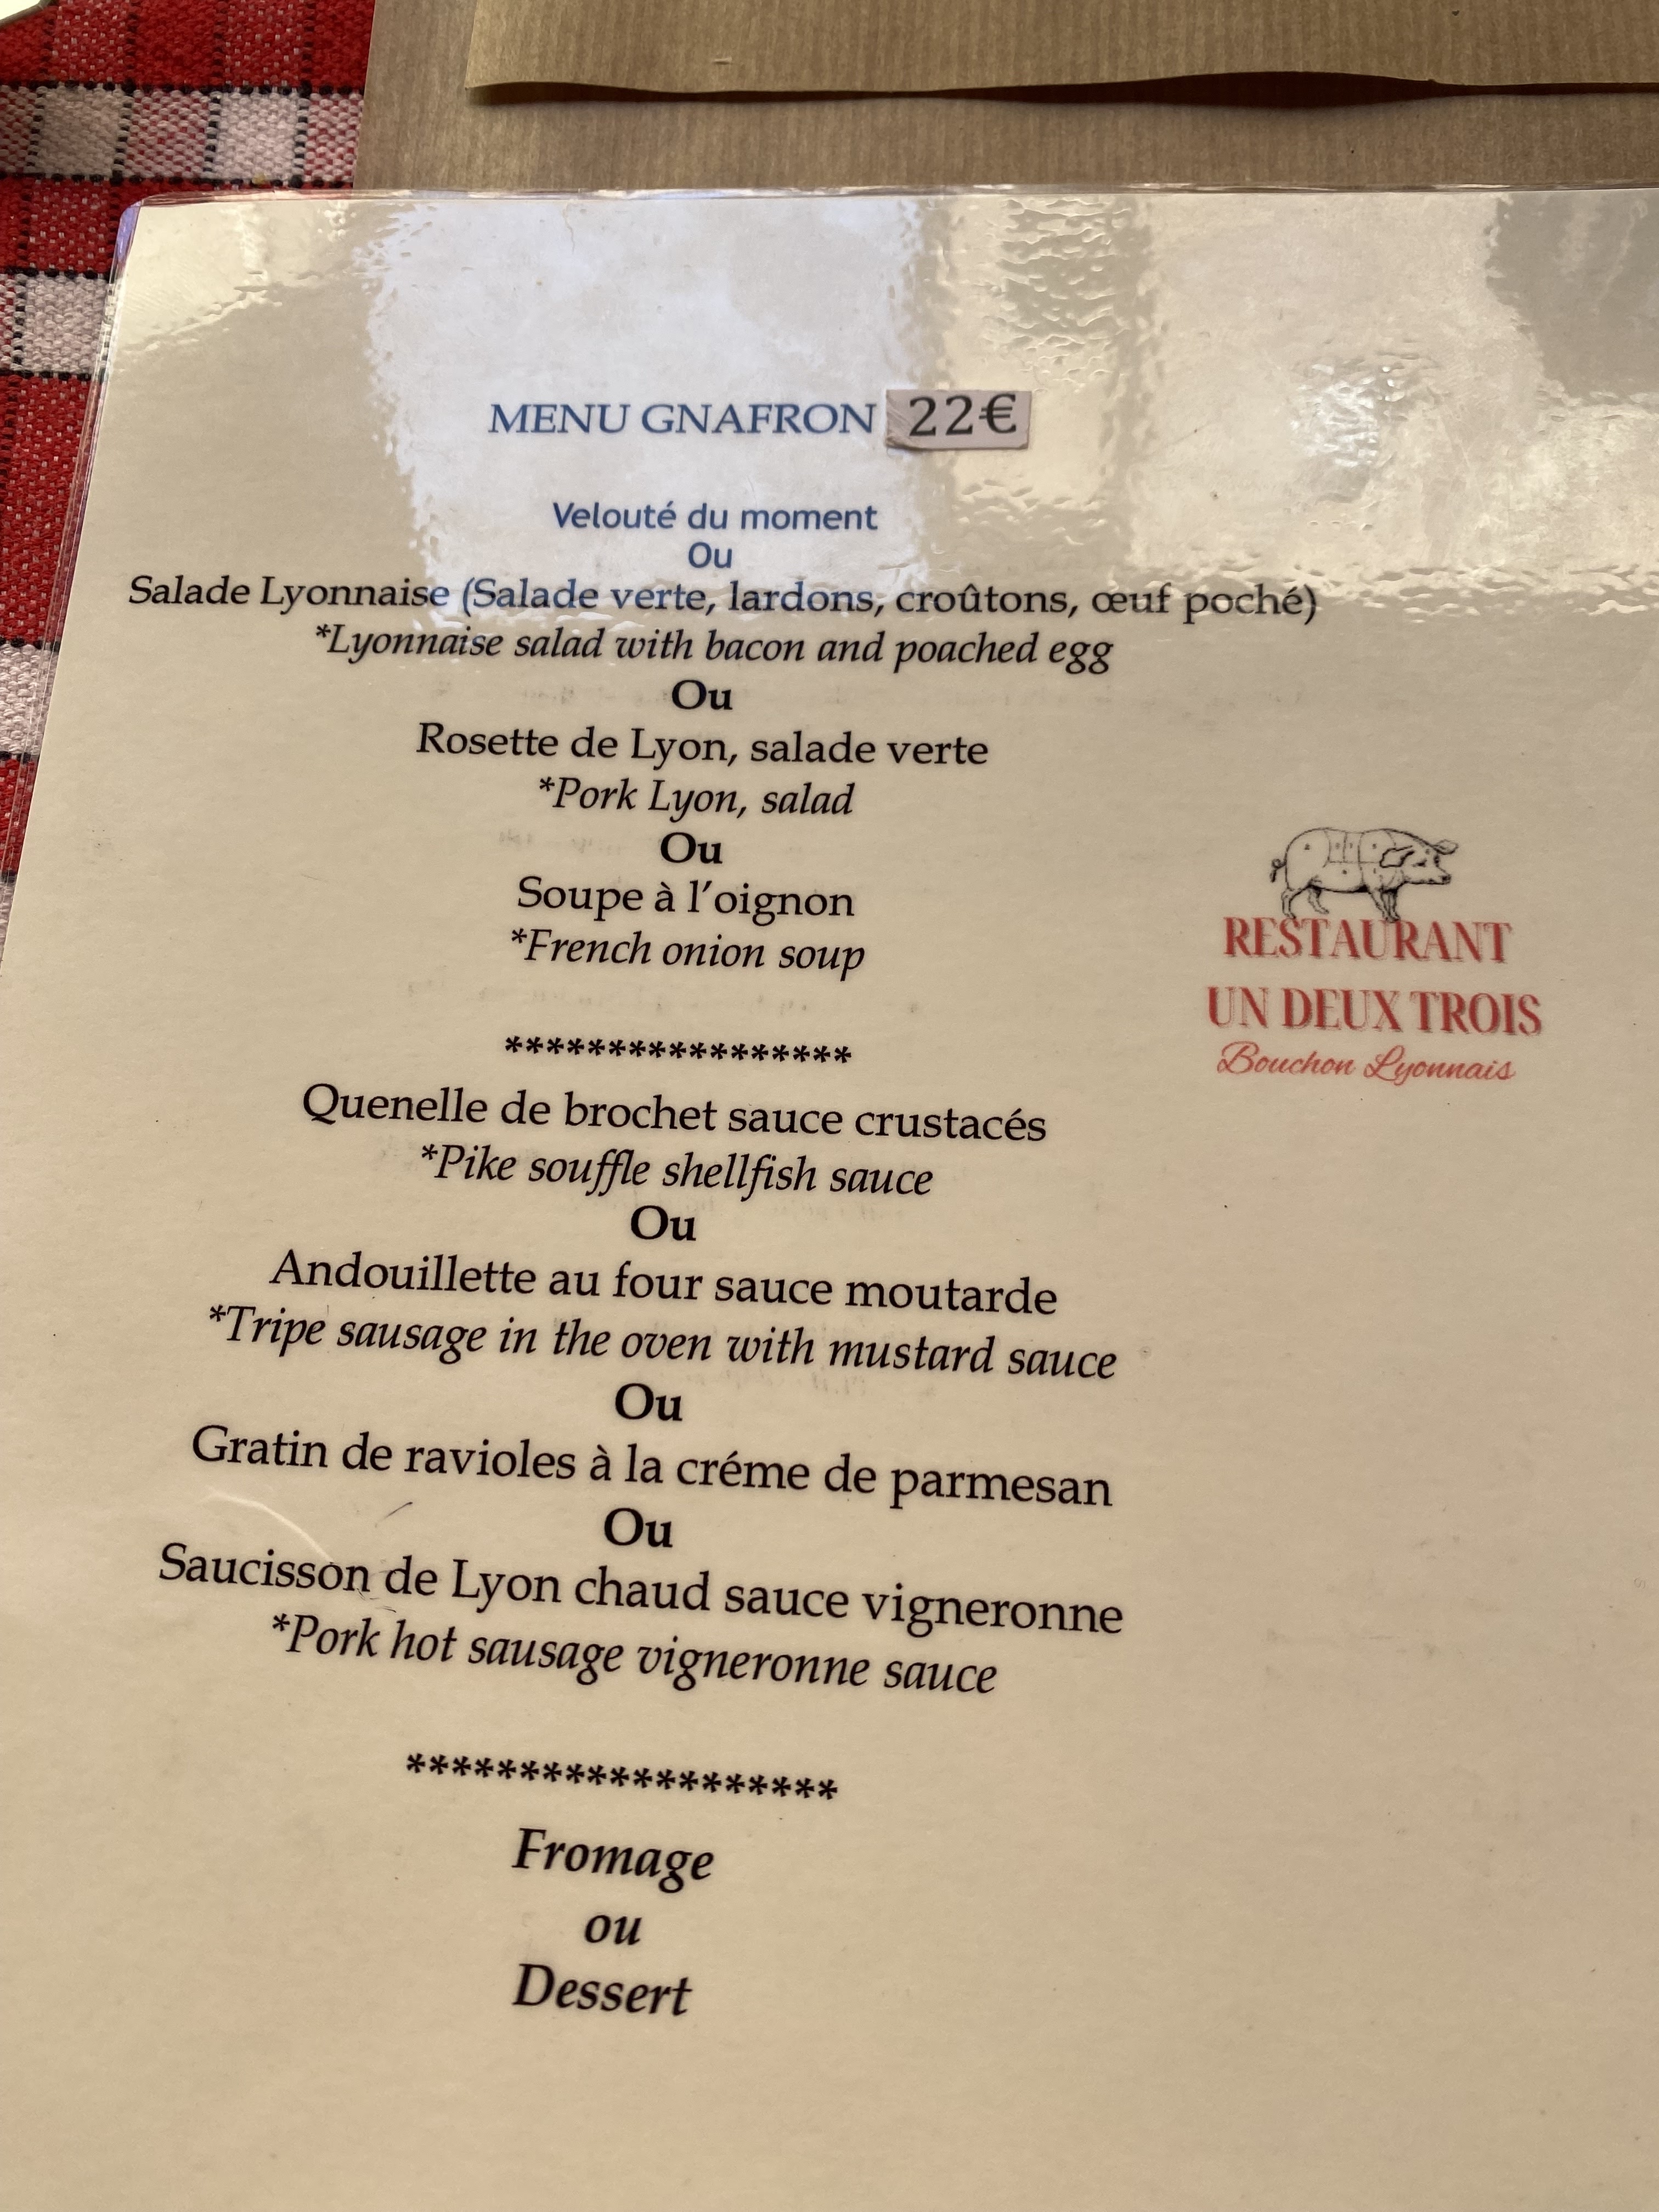 MENU GNAFRON 22€
Velouté du moment
Ou
Salade Lyonnaise (Salade verte, lardons, croûtons, œuf poché)
*Lyonnaise salad with bacon and poached egg
Ou
Rosette de Lyon, salade verte
*Pork Lyon, salad
Ou
Soupe à l'oignon
*French onion soup
*****************
Quenelle de brochet sauce crustacés
*Pike souffle shellfish sauce
Ou
Andouillette au four sauce moutarde
*Tripe sausage in the oven with mustard sauce
Ou
Gratin de ravioles à la créme de parmesan
Ou
Saucisson de Lyon chaud sauce vigneronne
*Pork hot sausage vigneronne sauce
*******************
Fromage
ou
Dessert
RESTAURANT
UN DEUX TROIS
Bouchon Lyonnais